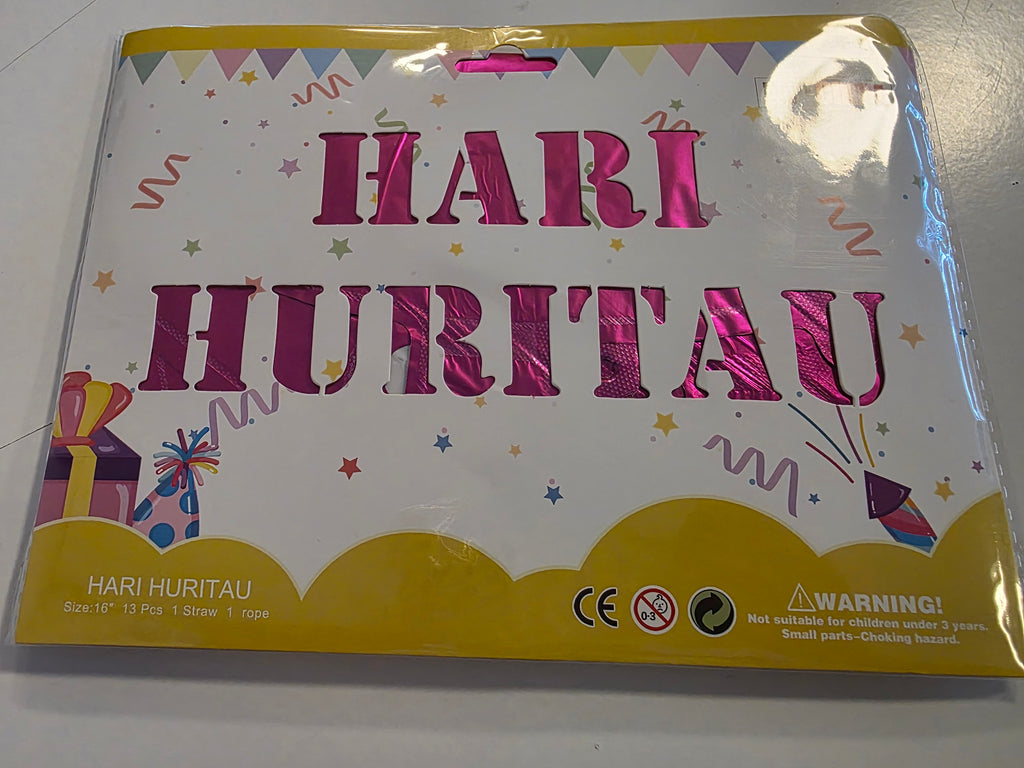 HARI
HURITAU
HARI HURITAU
Size:16" 13 Pcs 1 Straw 1 rope
CE
0-3
WARNING!
Not suitable for children under 3 years.
Small parts-Choking hazard.